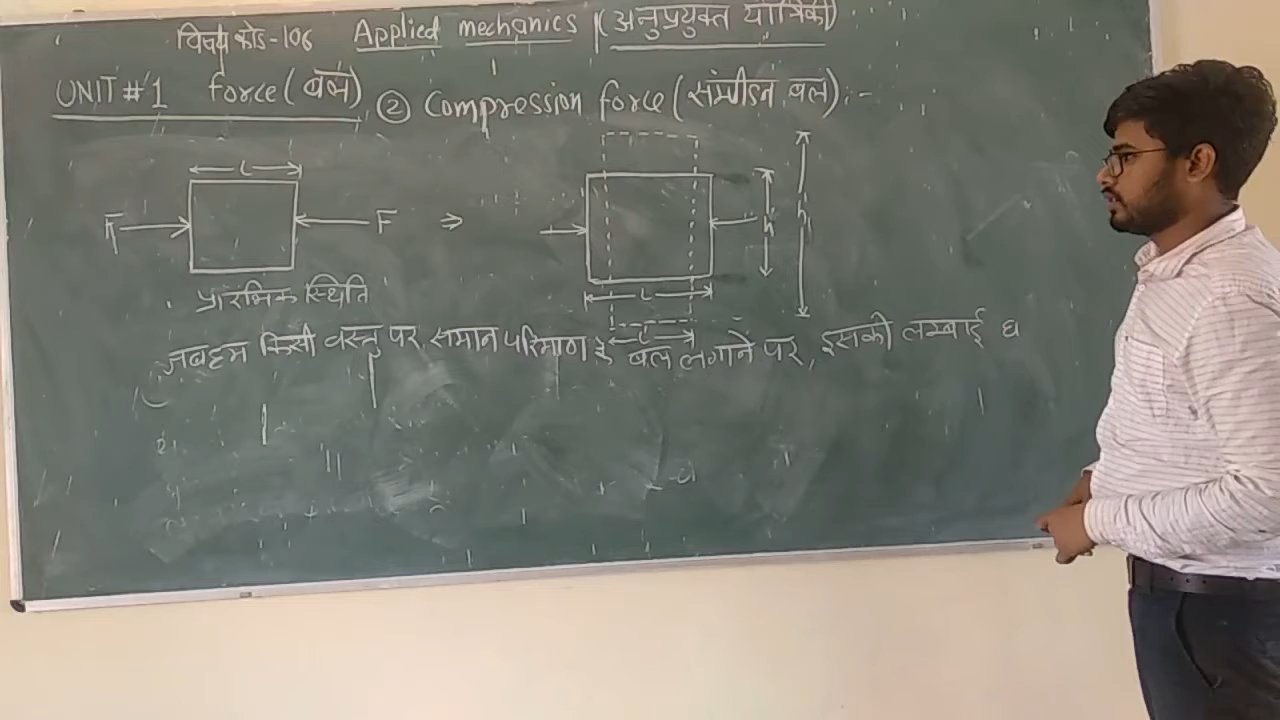 विषय कोड-106 Applied mechanics (अनुप्रयुक्त यांत्रिकी)
UNIT #1 force (बल)
② Compression force (संपीडन बल) :-
L
F F ⇒
h h
L
L'
प्रारंभिक स्थिति
जब हम किसी वस्तु पर समान परिमाण के बल लगाने पर, इसकी लम्बाई घ